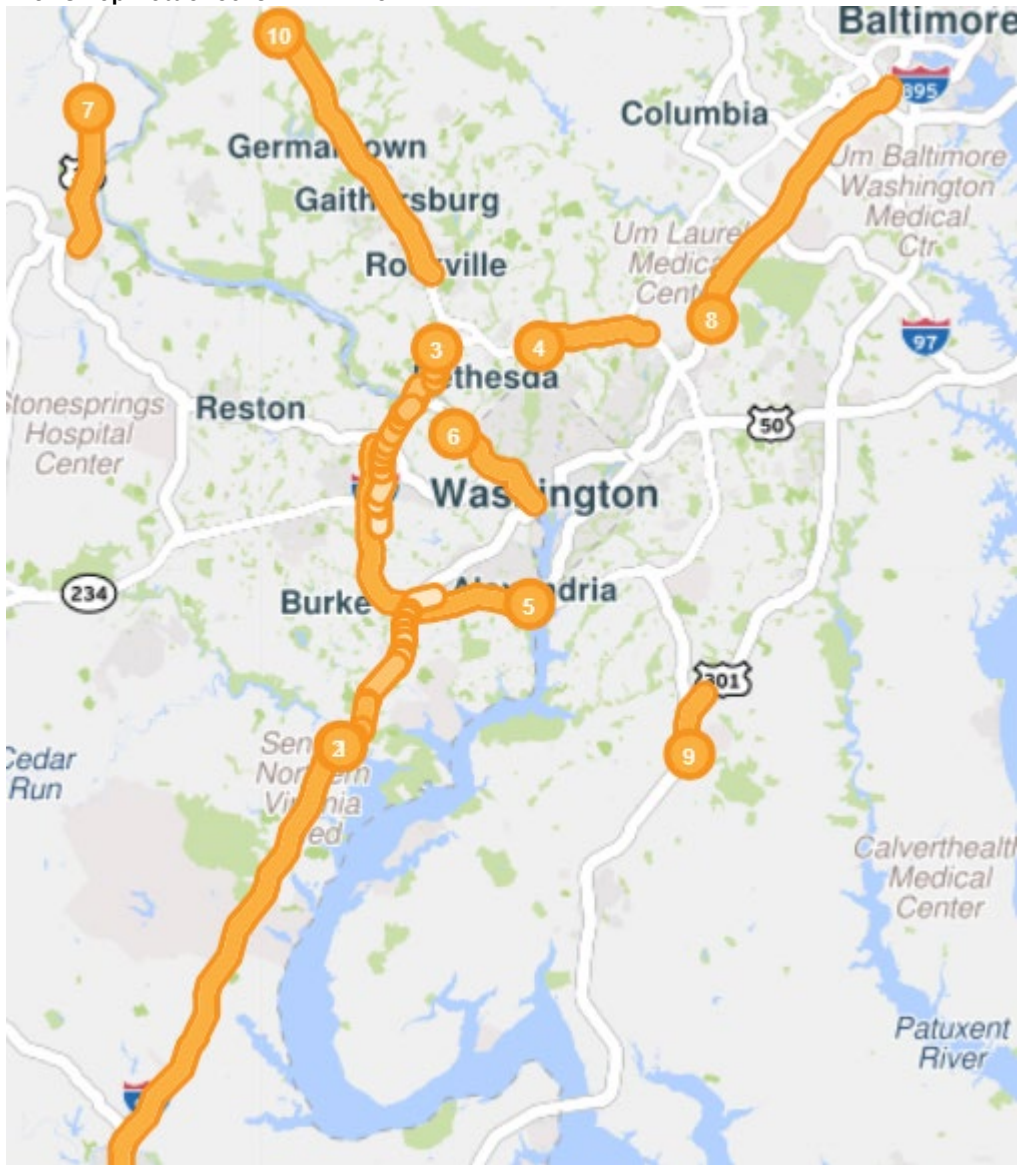 Baltimore
10
895
7
Columbia
Germantown
Um Baltimore
Washington
Medical
Ctr
Gaithersburg
Um Laurel
Medical
Center
Rockville
8
97
3
4
Bethesda
Stonesprings
Hospital
Center
Reston
50
6
Washington
234
Burke
Alexandria
5
301
Cedar
Run
9
Calverthealth
Medical
Center
Patuxent
River